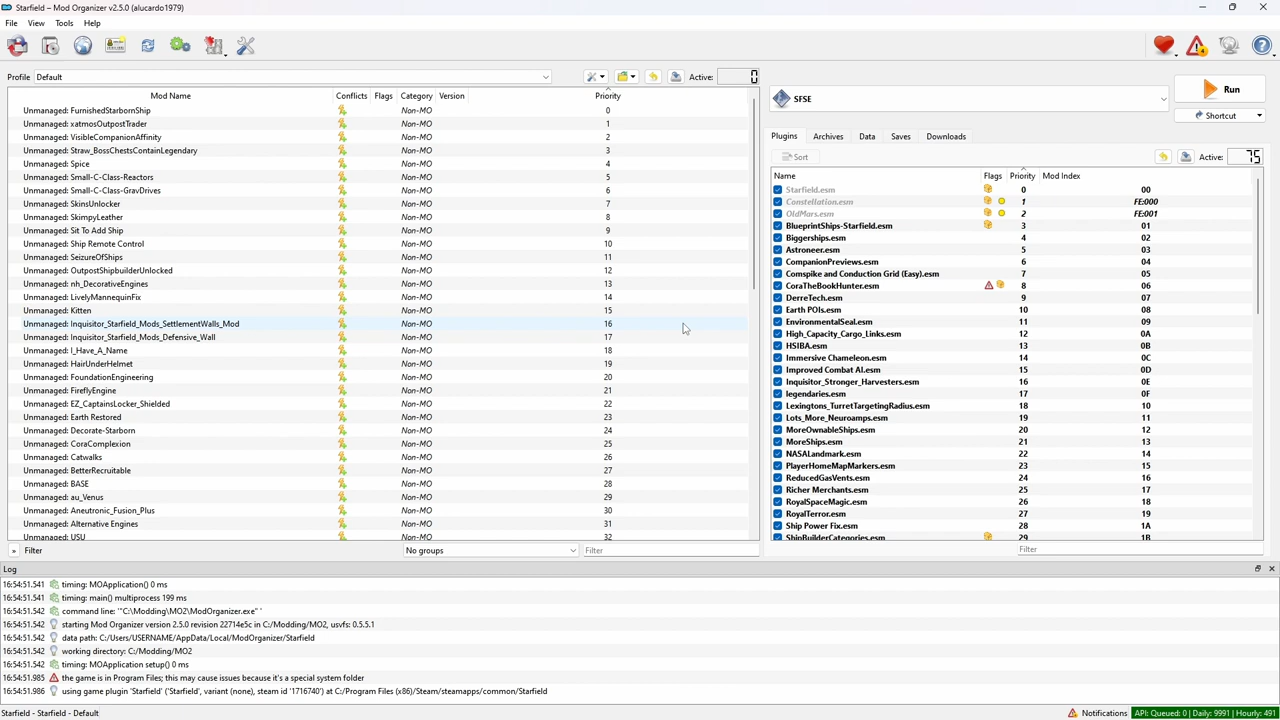 Starfield – Mod Organizer v2.5.0 (alucardo1979)
File View Tools Help
Profile Default Active: 0
Mod Name Conflicts Flags Category Version Priority
Unmanaged: FurnishedStarbornShip Non-MO 0
Unmanaged: xatmosOutpostTrader Non-MO 1
Unmanaged: VisibleCompanionAffinity Non-MO 2
Unmanaged: Straw_BossChestsContainLegendary Non-MO 3
Unmanaged: Spice Non-MO 4
Unmanaged: Small-C-Class-Reactors Non-MO 5
Unmanaged: Small-C-Class-GravDrives Non-MO 6
Unmanaged: SkinsUnlocker Non-MO 7
Unmanaged: SkimpyLeather Non-MO 8
Unmanaged: Sit To Add Ship Non-MO 9
Unmanaged: Ship Remote Control Non-MO 10
Unmanaged: SeizureOfShips Non-MO 11
Unmanaged: OutpostShipbuilderUnlocked Non-MO 12
Unmanaged: nh_DecorativeEngines Non-MO 13
Unmanaged: LivelyMannequinFix Non-MO 14
Unmanaged: Kitten Non-MO 15
Unmanaged: Inquisitor_Starfield_Mods_SettlementWalls_Mod Non-MO 16
Unmanaged: Inquisitor_Starfield_Mods_Defensive_Wall Non-MO 17
Unmanaged: I_Have_A_Name Non-MO 18
Unmanaged: HairUnderHelmet Non-MO 19
Unmanaged: FoundationEngineering Non-MO 20
Unmanaged: FireflyEngine Non-MO 21
Unmanaged: EZ_CaptainsLocker_Shielded Non-MO 22
Unmanaged: Earth Restored Non-MO 23
Unmanaged: Decorate-Starborn Non-MO 24
Unmanaged: CoraComplexion Non-MO 25
Unmanaged: Catwalks Non-MO 26
Unmanaged: BetterRecruitable Non-MO 27
Unmanaged: BASE Non-MO 28
Unmanaged: au_Venus Non-MO 29
Unmanaged: Aneutronic_Fusion_Plus Non-MO 30
Unmanaged: Alternative Engines Non-MO 31
Unmanaged: USU Non-MO 32
» Filter No groups Filter
SFSE
Run
Shortcut
Plugins Archives Data Saves Downloads
Sort Active: 75
Name Flags Priority Mod Index
Starfield.esm 0 00
Constellation.esm 1 FE:000
OldMars.esm 2 FE:001
BlueprintShips-Starfield.esm 3 01
Biggerships.esm 4 02
Astroneer.esm 5 03
CompanionPreviews.esm 6 04
Comspike and Conduction Grid (Easy).esm 7 05
CoraTheBookHunter.esm 8 06
DerreTech.esm 9 07
Earth POIs.esm 10 08
EnvironmentalSeal.esm 11 09
High_Capacity_Cargo_Links.esm 12 0A
HSIBA.esm 13 0B
Immersive Chameleon.esm 14 0C
Improved Combat AI.esm 15 0D
Inquisitor_Stronger_Harvesters.esm 16 0E
legendaries.esm 17 0F
Lexingtons_TurretTargetingRadius.esm 18 10
Lots_More_Neuroamps.esm 19 11
MoreOwnableShips.esm 20 12
MoreShips.esm 21 13
NASALandmark.esm 22 14
PlayerHomeMapMarkers.esm 23 15
ReducedGasVents.esm 24 16
Richer Merchants.esm 25 17
RoyalSpaceMagic.esm 26 18
RoyalTerror.esm 27 19
Ship Power Fix.esm 28 1A
ShipBuilderCategories.esm 29 1B
Filter
Log
16:54:51.541 timing: MOApplication() 0 ms
16:54:51.541 timing: main() multiprocess 199 ms
16:54:51.542 command line: '"C:\Modding\MO2\ModOrganizer.exe" '
16:54:51.542 starting Mod Organizer version 2.5.0 revision 22714e5c in C:/Modding/MO2, usvfs: 0.5.5.1
16:54:51.542 data path: C:/Users/USERNAME/AppData/Local/ModOrganizer/Starfield
16:54:51.542 working directory: C:/Modding/MO2
16:54:51.542 timing: MOApplication setup() 0 ms
16:54:51.985 the game is in Program Files; this may cause issues because it's a special system folder
16:54:51.986 using game plugin 'Starfield' ('Starfield', variant (none), steam id '1716740') at C:/Program Files (x86)/Steam/steamapps/common/Starfield
Starfield - Starfield - Default Notifications API: Queued: 0 | Daily: 9991 | Hourly: 491